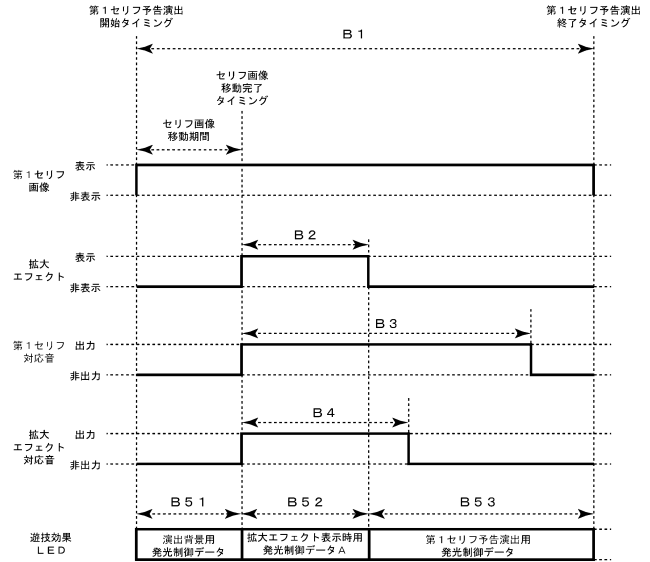 第１セリフ予告演出
開始タイミング
第１セリフ予告演出
終了タイミング
Ｂ１
セリフ画像
移動完了
タイミング
セリフ画像
移動期間
第１セリフ
画像
表示
非表示
Ｂ２
拡大
エフェクト
表示
非表示
Ｂ３
第１セリフ
対応音
出力
非出力
Ｂ４
拡大
エフェクト
対応音
出力
非出力
Ｂ５１
Ｂ５２
Ｂ５３
遊技効果
ＬＥＤ
演出背景用
発光制御データ
拡大エフェクト表示時用
発光制御データＡ
第１セリフ予告演出用
発光制御データ